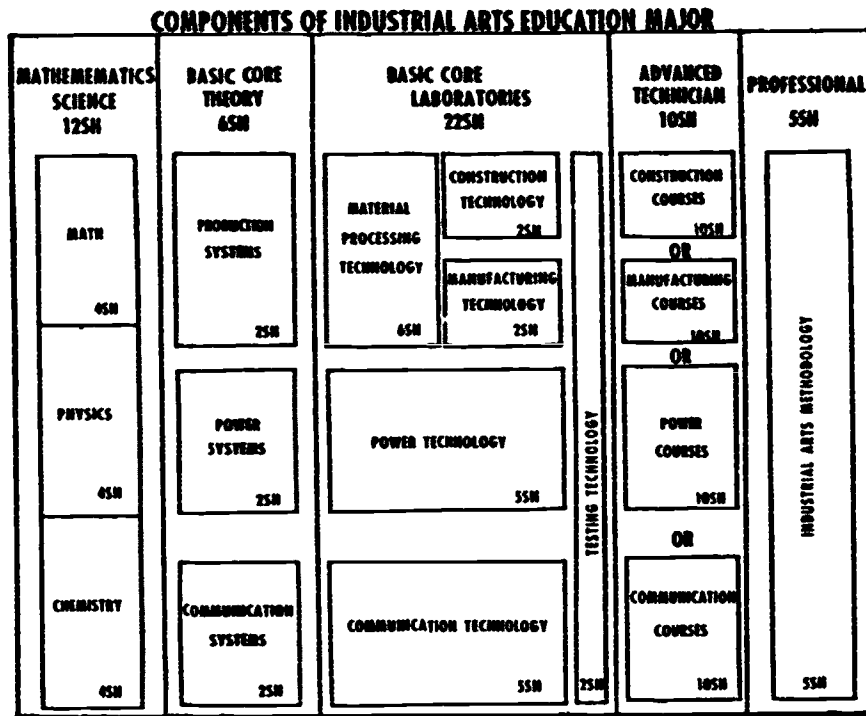 COMPONENTS OF INDUSTRIAL ARTS EDUCATION MAJOR
MATHEMEMATICS
SCIENCE
12SH
MATH
4SH
PHYSICS
4SH
CHEMISTRY
4SH
BASIC CORE
THEORY
6SH
PRODUCTION
SYSTEMS
2SH
POWER
SYSTEMS
2SH
COMMUNICATION
SYSTEMS
2SH
BASIC CORE
LABORATORIES
22SH
MATERIAL
PROCESSING
TECHNOLOGY
6SH
CONSTRUCTION
TECHNOLOGY
2SH
MANUFACTURING
TECHNOLOGY
2SH
POWER TECHNOLOGY
5SH
COMMUNICATION TECHNOLOGY
5SH
TESTING TECHNOLOGY
2SH
ADVANCED
TECHNICIAN
10SH
CONSTRUCTION
COURSES
10SH
OR
MANUFACTURING
COURSES
10SH
OR
POWER
COURSES
10SH
OR
COMMUNICATION
COURSES
10SH
PROFESSIONAL
5SH
INDUSTRIAL ARTS METHODOLOGY
5SH